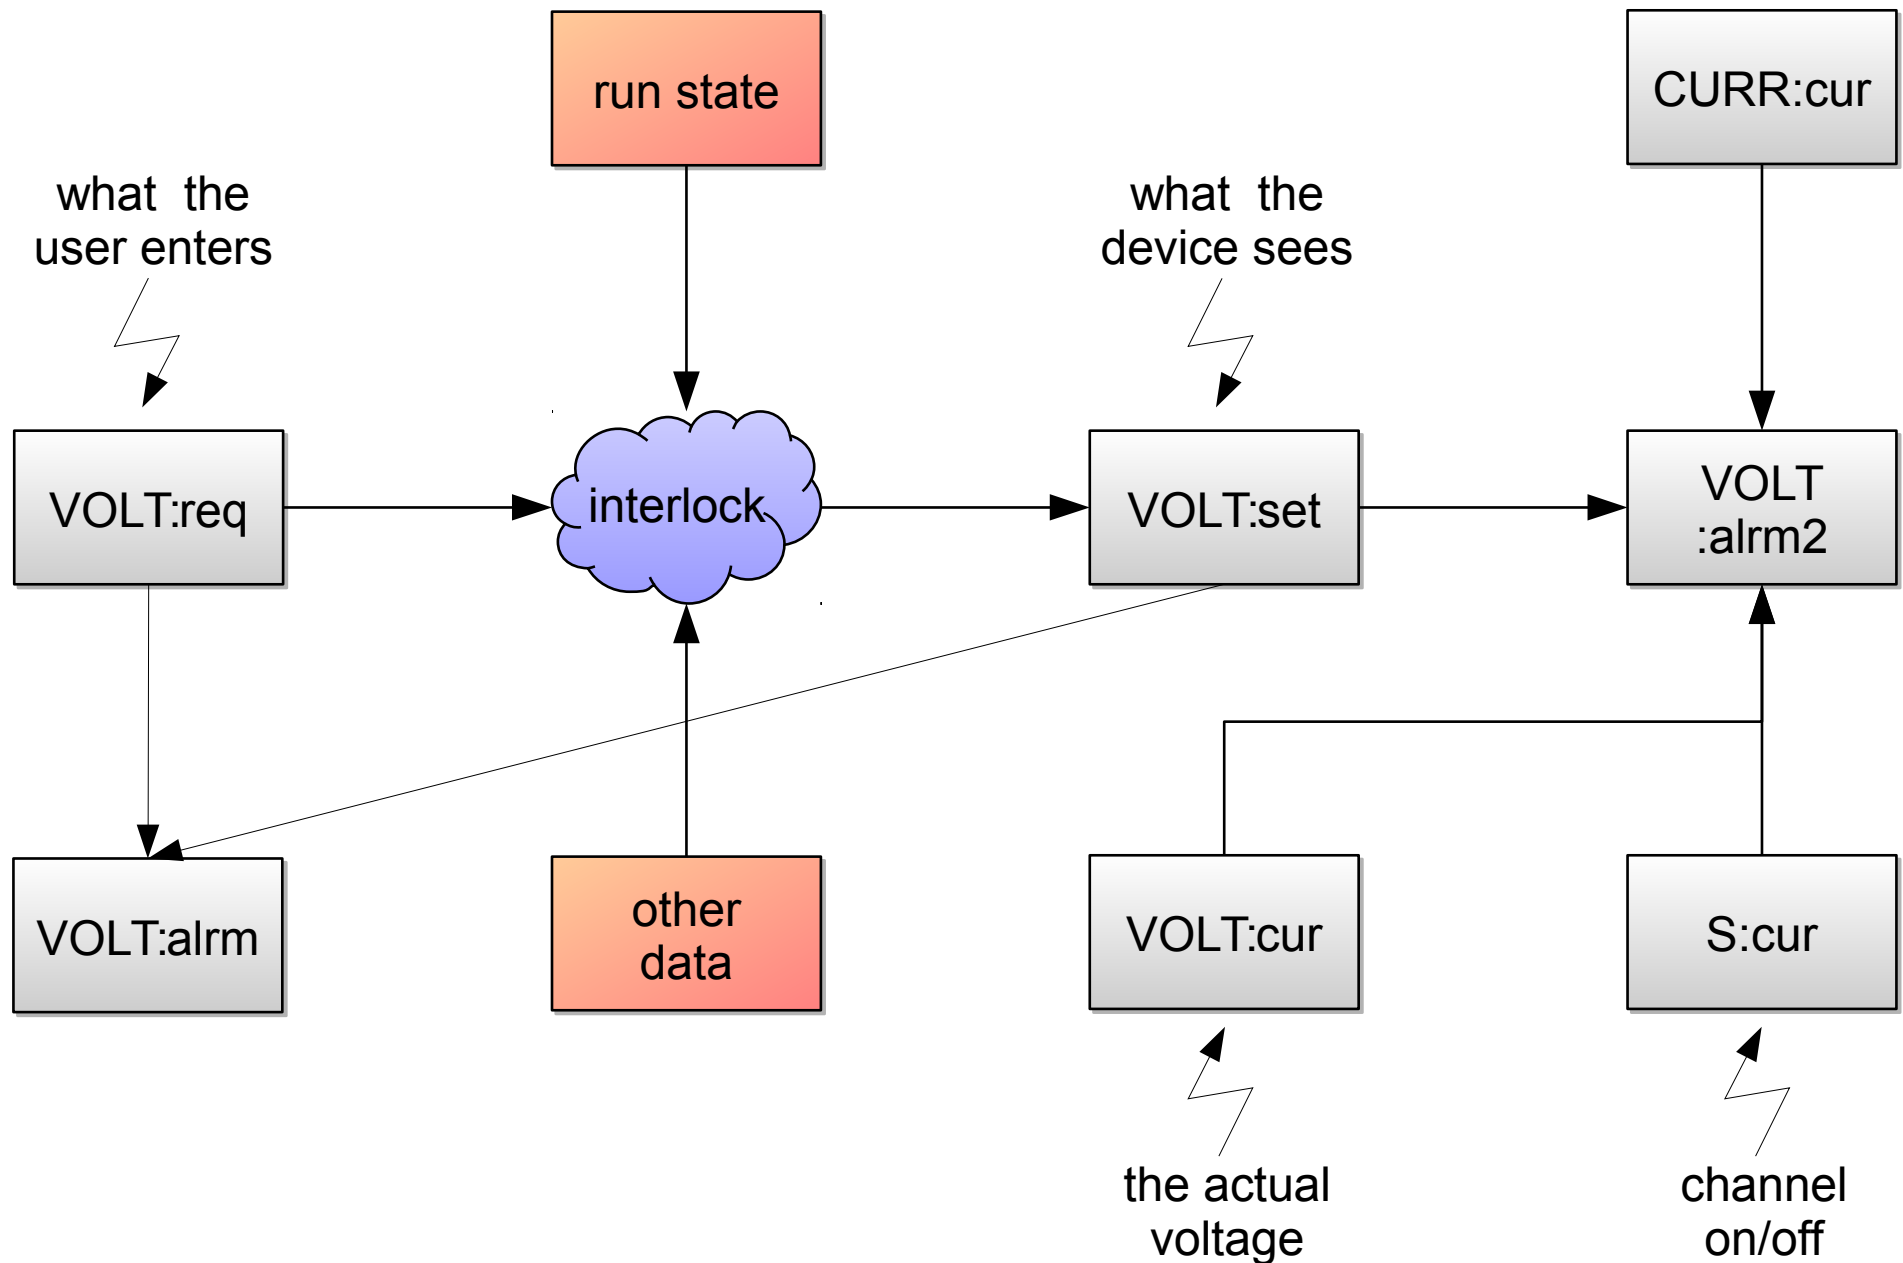 run state
CURR:cur
what the
user enters
what the
device sees
VOLT:req
interlock
VOLT:set
VOLT
:alrm2
VOLT:alrm
other
data
VOLT:cur
S:cur
the actual
voltage
channel
on/off